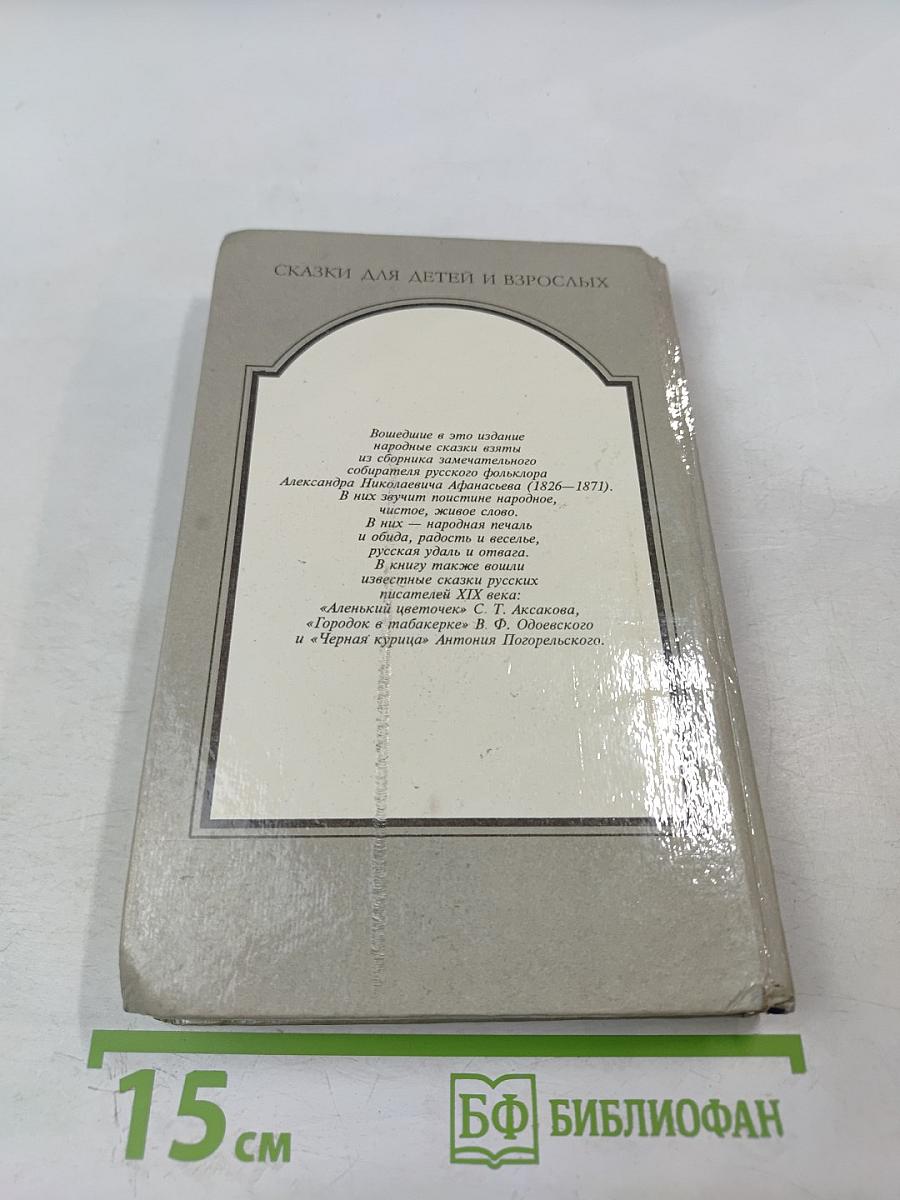 СКАЗКИ ДЛЯ ДЕТЕЙ И ВЗРОСЛЫХ
Вошедшие в это издание
народные сказки взяты
из сборника замечательного
собирателя русского фольклора
Александра Николаевича Афанасьева (1826—1871).
В них звучит поистине народное,
чистое, живое слово.
В них — народная печаль
и обида, радость и веселье,
русская удаль и отвага.
В книгу также вошли
известные сказки русских
писателей XIX века:
«Аленький цветочек» С. Т. Аксакова,
«Городок в табакерке» В. Ф. Одоевского
и «Черная курица» Антония Погорельского.
15 см
БФ БИБЛИОФАН